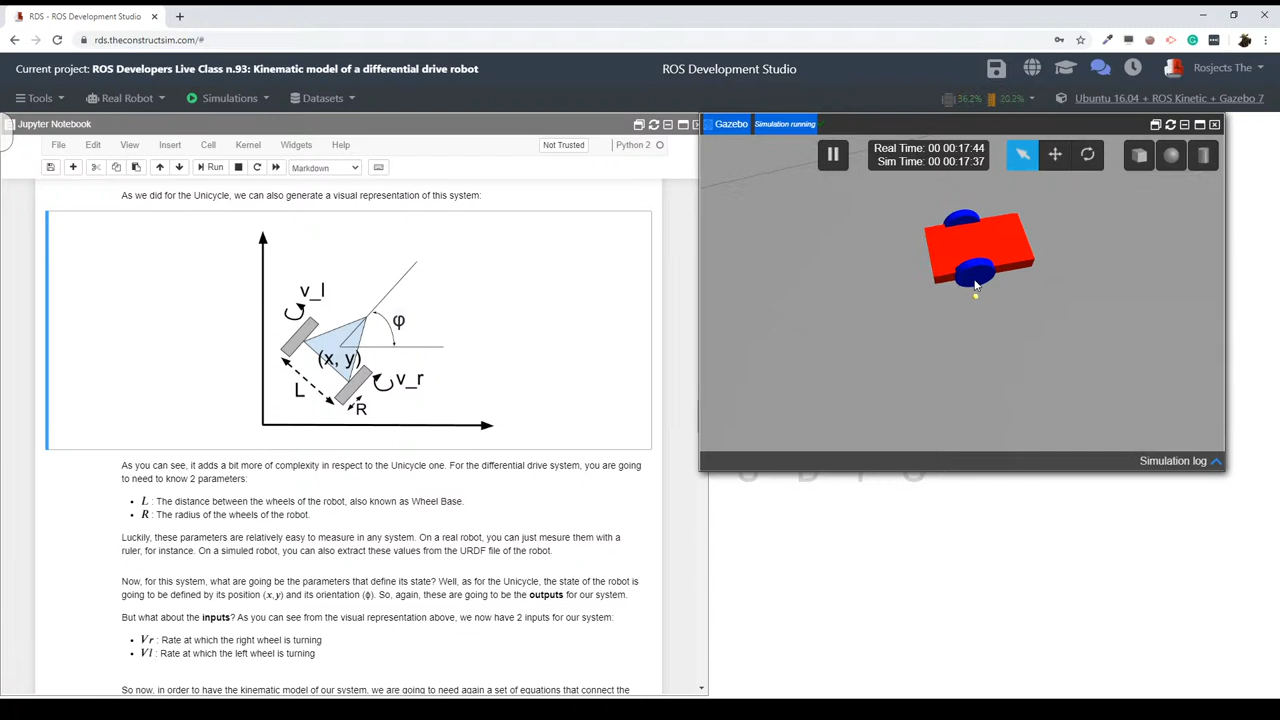 RDS - ROS Development Studio
rds.theconstructsim.com/#
Current project: ROS Developers Live Class n.93: Kinematic model of a differential drive robot
ROS Development Studio
Rosjects The
Tools
Real Robot
Simulations
Datasets
36.2%
20.2%
Ubuntu 16.04 + ROS Kinetic + Gazebo 7
Jupyter Notebook
File Edit View Insert Cell Kernel Widgets Help
Not Trusted
Python 2
Run
Markdown
As we did for the Unicycle, we can also generate a visual representation of this system:
v_l
φ
(x, y)
L
v_r
R
As you can see, it adds a bit more of complexity in respect to the Unicycle one. For the differential drive system, you are going
to need to know 2 parameters:
• L : The distance between the wheels of the robot, also known as Wheel Base.
• R : The radius of the wheels of the robot.
Luckily, these parameters are relatively easy to measure in any system. On a real robot, you can just mesure them with a
ruler, for instance. On a simuled robot, you can also extract these values from the URDF file of the robot.
Now, for this system, what are going be the parameters that define its state? Well, as for the Unicycle, the state of the robot is
going to be defined by its position (x, y) and its orientation (ϕ). So, again, these are going to be the outputs for our system.
But what about the inputs? As you can see from the visual representation above, we now have 2 inputs for our system:
• Vr : Rate at which the right wheel is turning
• Vl : Rate at which the left wheel is turning
So now, in order to have the kinematic model of our system, we are going to need again a set of equations that connect the
Gazebo
Simulation running
Real Time: 00 00:17:44
Sim Time: 00 00:17:37
Simulation log
U D I O